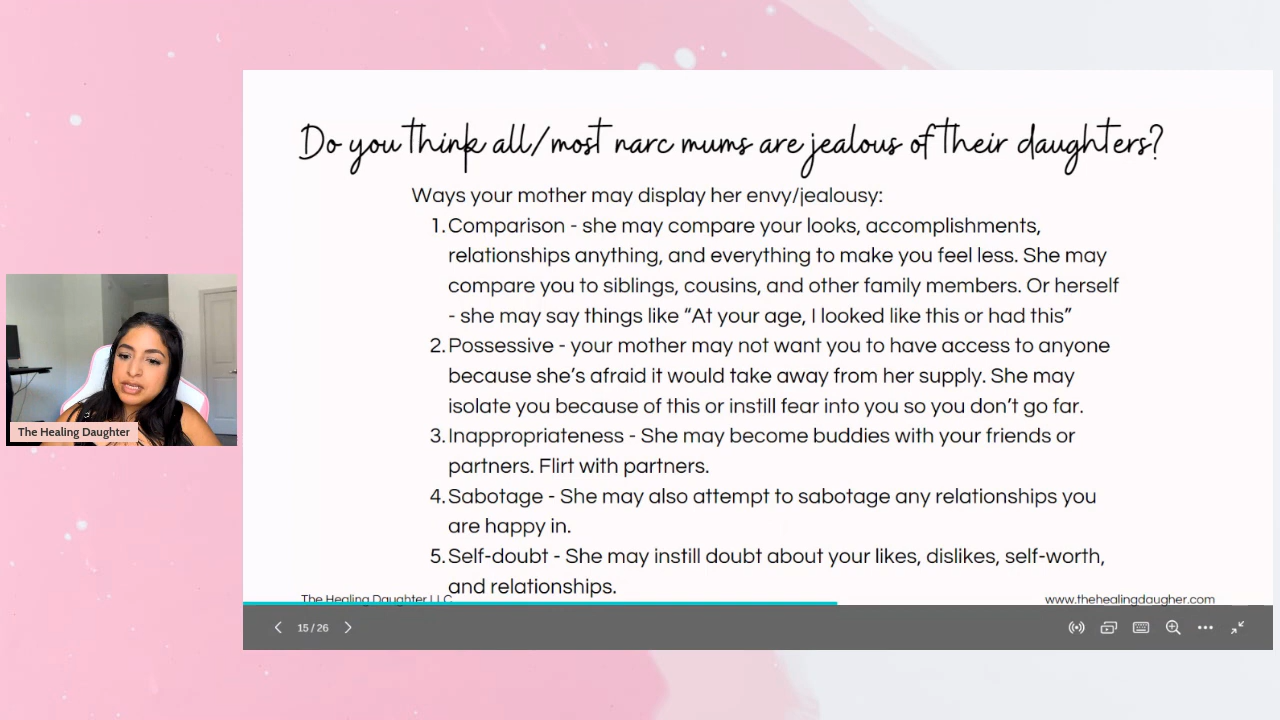 Do you think all/most narc mums are jealous of their daughters?
Ways your mother may display her envy/jealousy:
1. Comparison - she may compare your looks, accomplishments,
relationships anything, and everything to make you feel less. She may
compare you to siblings, cousins, and other family members. Or herself
- she may say things like “At your age, I looked like this or had this”
2. Possessive - your mother may not want you to have access to anyone
because she’s afraid it would take away from her supply. She may
isolate you because of this or instill fear into you so you don’t go far.
3. Inappropriateness - She may become buddies with your friends or
partners. Flirt with partners.
4. Sabotage - She may also attempt to sabotage any relationships you
are happy in.
5. Self-doubt - She may instill doubt about your likes, dislikes, self-worth,
and relationships.
The Healing Daughter LLC
www.thehealingdaugher.com
15 / 26
The Healing Daughter